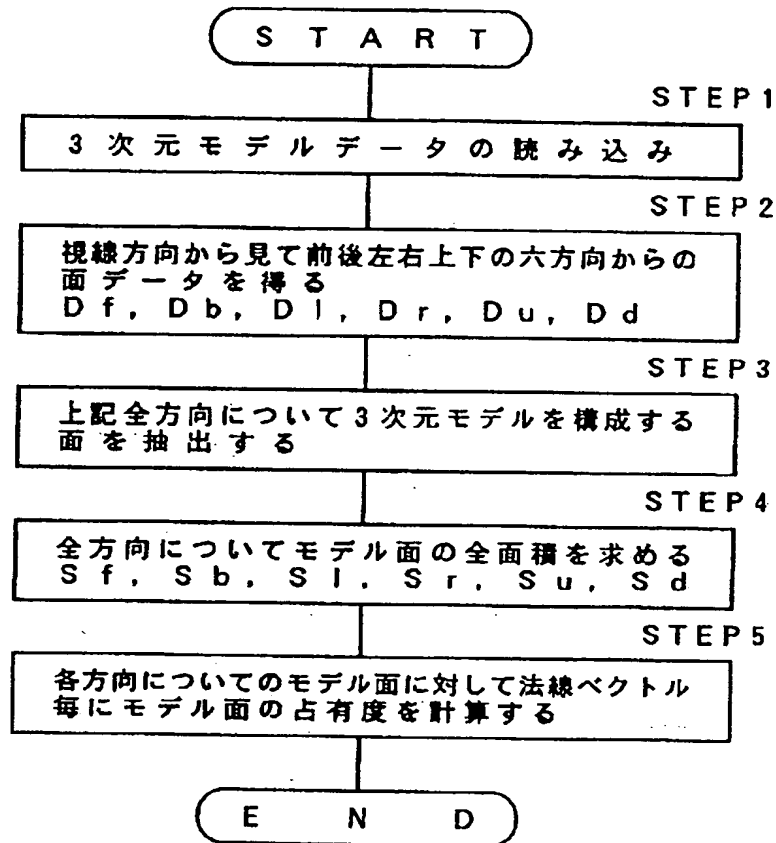 START
STEP1
3次元モデルデータの読み込み
STEP2
視線方向から見て前後左右上下の六方向からの
面データを得る
Df, Db, Dl, Dr, Du, Dd
STEP3
上記全方向について3次元モデルを構成する
面を抽出する
STEP4
全方向についてモデル面の全面積を求める
Sf, Sb, Sl, Sr, Su, Sd
STEP5
各方向についてのモデル面に対して法線ベクトル
毎にモデル面の占有度を計算する
END